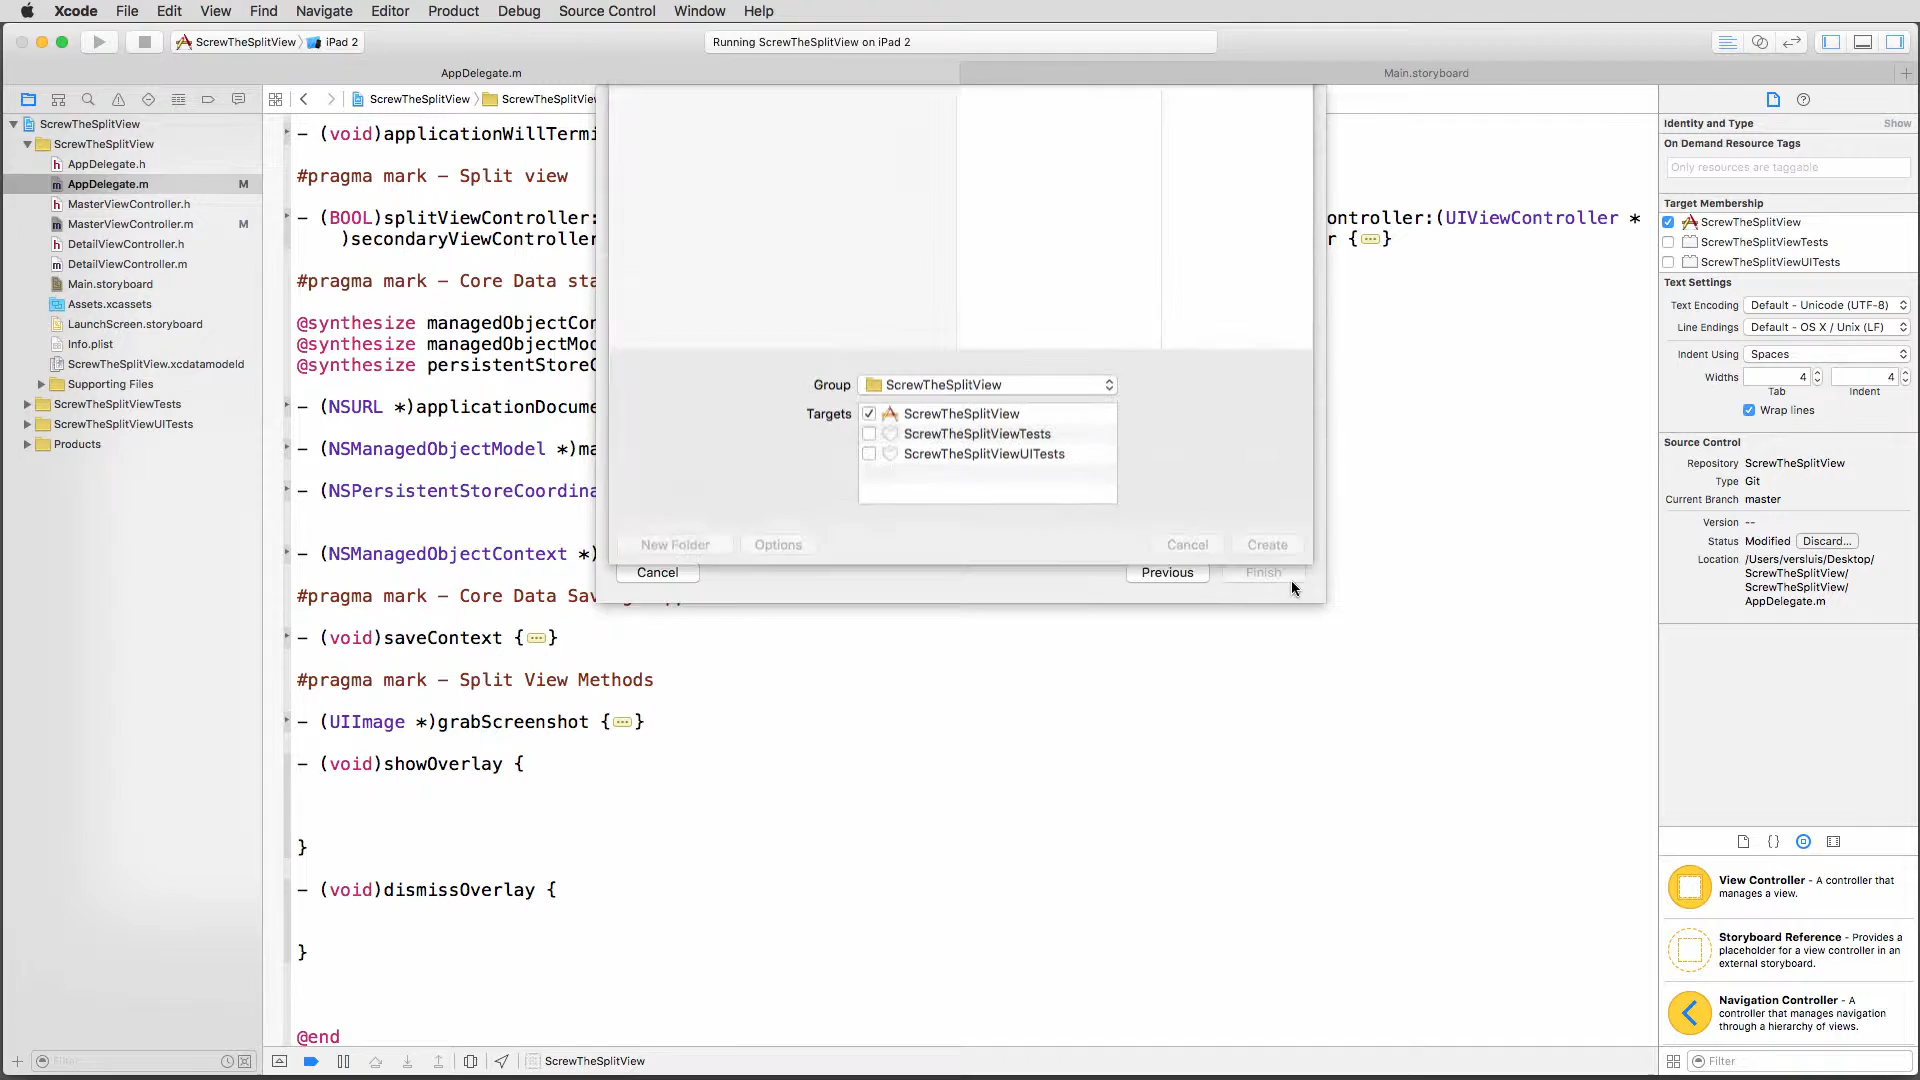 Xcode File Edit View Find Navigate Editor Product Debug Source Control Window Help
ScrewTheSplitView iPad 2
Running ScrewTheSplitView on iPad 2
AppDelegate.m
Main.storyboard
ScrewTheSplitView
ScrewTheSplitView
AppDelegate.h
AppDelegate.m M
MasterViewController.h
MasterViewController.m M
DetailViewController.h
DetailViewController.m
Main.storyboard
Assets.xcassets
LaunchScreen.storyboard
Info.plist
ScrewTheSplitView.xcdatamodeld
Supporting Files
ScrewTheSplitViewTests
ScrewTheSplitViewUITests
Products
Filter
ScrewTheSplitView ScrewTheSplitView
- (void)applicationWillTermi
#pragma mark - Split view
- (BOOL)splitViewController: ontroller:(UIViewController *
)secondaryViewController r {...}
#pragma mark - Core Data sta
@synthesize managedObjectCon
@synthesize managedObjectMod
@synthesize persistentStoreC
- (NSURL *)applicationDocume
- (NSManagedObjectModel *)ma
- (NSPersistentStoreCoordina
- (NSManagedObjectContext *)
#pragma mark - Core Data Sa
- (void)saveContext {...}
#pragma mark - Split View Methods
- (UIImage *)grabScreenshot {...}
- (void)showOverlay {
}
- (void)dismissOverlay {
}
@end
Group ScrewTheSplitView
Targets ScrewTheSplitView
ScrewTheSplitViewTests
ScrewTheSplitViewUITests
New Folder Options Cancel Create
Cancel Previous Finish
ScrewTheSplitView
Identity and Type Show
On Demand Resource Tags
Only resources are taggable
Target Membership
ScrewTheSplitView
ScrewTheSplitViewTests
ScrewTheSplitViewUITests
Text Settings
Text Encoding Default - Unicode (UTF-8)
Line Endings Default - OS X / Unix (LF)
Indent Using Spaces
Widths 4 4
Tab Indent
Wrap lines
Source Control
Repository ScrewTheSplitView
Type Git
Current Branch master
Version --
Status Modified Discard...
Location /Users/versluis/Desktop/
ScrewTheSplitView/
ScrewTheSplitView/
AppDelegate.m
View Controller - A controller that
manages a view.
Storyboard Reference - Provides a
placeholder for a view controller in an
external storyboard.
Navigation Controller - A
controller that manages navigation
through a hierarchy of views.
Filter